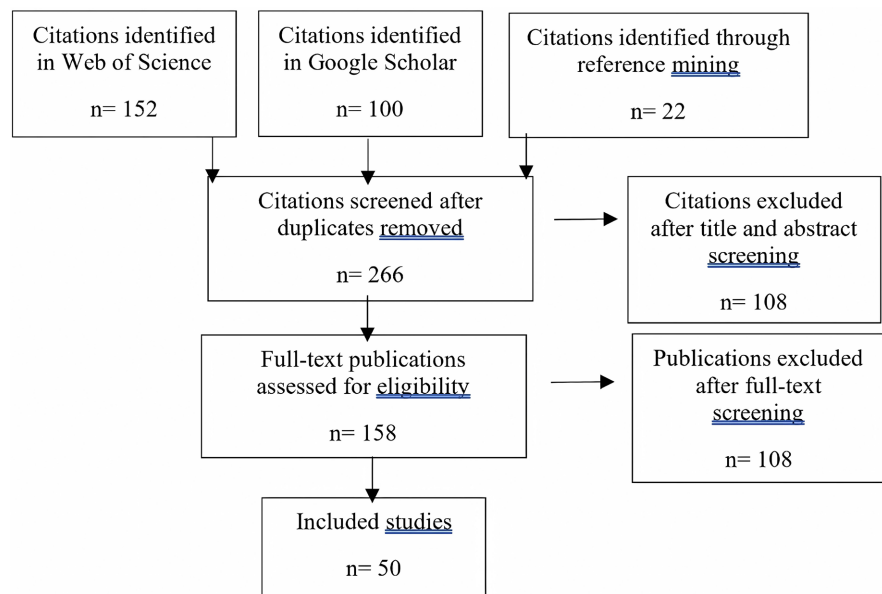 Citations identified
in Web of Science
n= 152
Citations identified
in Google Scholar
n= 100
Citations identified through
reference mining
n= 22
Citations screened after
duplicates removed
n= 266
Citations excluded
after title and abstract
screening
n= 108
Full-text publications
assessed for eligibility
n= 158
Publications excluded
after full-text
screening
n= 108
Included studies
n= 50